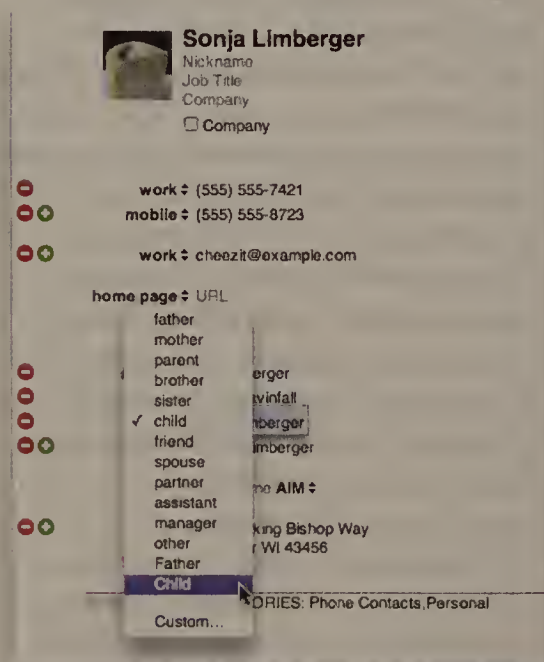 Sonja Limberger
Nickname
Job Title
Company
Company
work (555) 555-7421
mobile (555) 555-8723
work cheezit@example.com
home page URL
father
mother
parent
brother erger
sister
child mberger
friend imberger
spouse
partner
assistant AIM
manager
other king Bishop Way
Father WI 43456
Child
ORIES: Phone Contacts,Personal
Custom...